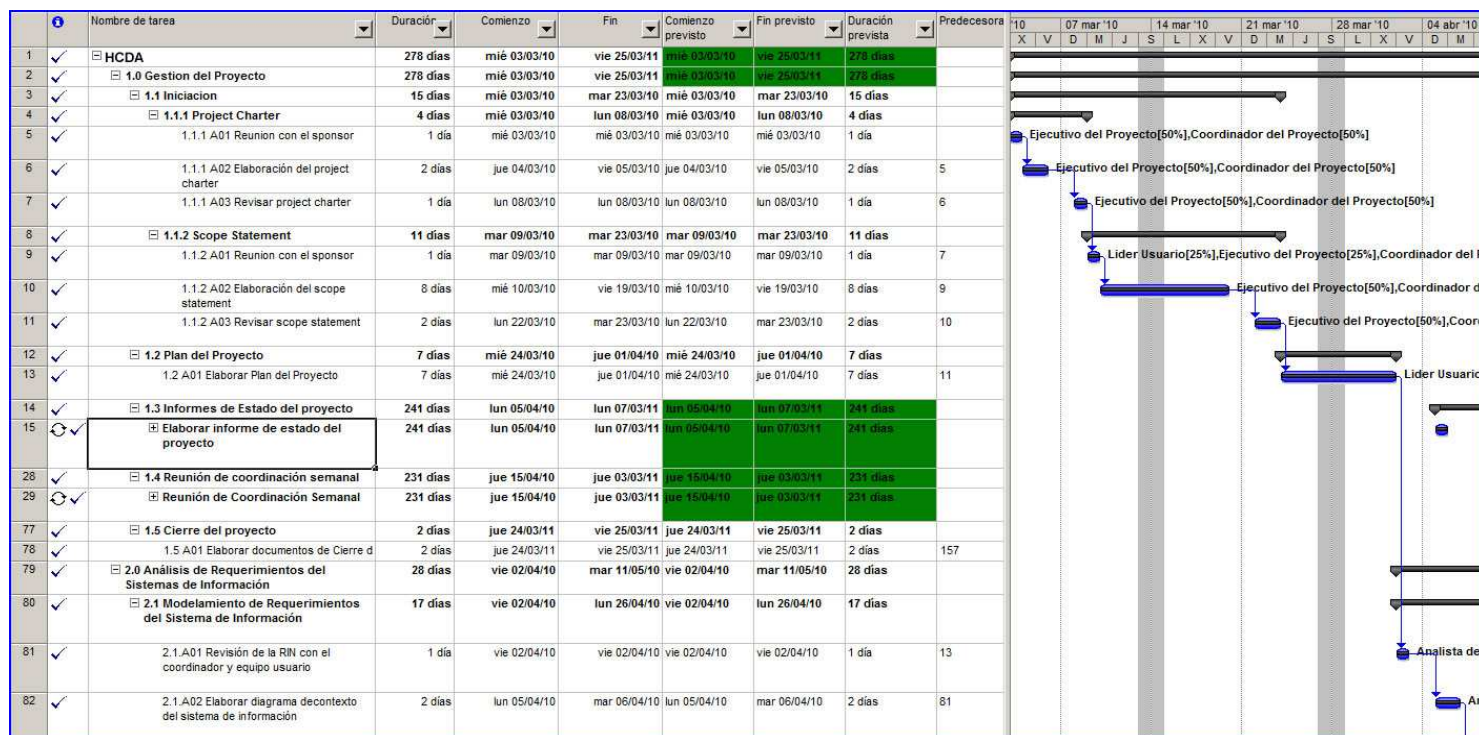 Nombre de tarea Duración Comienzo Fin Comienzo previsto Fin previsto Duración prevista Predecesora
'10 07 mar '10 14 mar '10 21 mar '10 28 mar '10 04 abr '10
X V D M J S L X V D M J S L X V D M
1 HCDA 278 días mié 03/03/10 vie 25/03/11 mié 03/03/10 vie 25/03/11 278 días
2 1.0 Gestion del Proyecto 278 días mié 03/03/10 vie 25/03/11 mié 03/03/10 vie 25/03/11 278 días
3 1.1 Iniciacion 15 días mié 03/03/10 mar 23/03/10 mié 03/03/10 mar 23/03/10 15 días
4 1.1.1 Project Charter 4 días mié 03/03/10 lun 08/03/10 mié 03/03/10 lun 08/03/10 4 días
5 1.1.1 A01 Reunion con el sponsor 1 día mié 03/03/10 mié 03/03/10 mié 03/03/10 mié 03/03/10 1 día Ejecutivo del Proyecto[50%],Coordinador del Proyecto[50%]
6 1.1.1 A02 Elaboración del project 2 días jue 04/03/10 vie 05/03/10 jue 04/03/10 vie 05/03/10 2 días 5 Ejecutivo del Proyecto[50%],Coordinador del Proyecto[50%]
charter
7 1.1.1 A03 Revisar project charter 1 día lun 08/03/10 lun 08/03/10 lun 08/03/10 lun 08/03/10 1 día 6 Ejecutivo del Proyecto[50%],Coordinador del Proyecto[50%]
8 1.1.2 Scope Statement 11 días mar 09/03/10 mar 23/03/10 mar 09/03/10 mar 23/03/10 11 días
9 1.1.2 A01 Reunion con el sponsor 1 día mar 09/03/10 mar 09/03/10 mar 09/03/10 mar 09/03/10 1 día 7 Lider Usuario[25%],Ejecutivo del Proyecto[25%],Coordinador del
10 1.1.2 A02 Elaboración del scope 8 días mié 10/03/10 vie 19/03/10 mié 10/03/10 vie 19/03/10 8 días 9 Ejecutivo del Proyecto[50%],Coordinador d
statement
11 1.1.2 A03 Revisar scope statement 2 días lun 22/03/10 mar 23/03/10 lun 22/03/10 mar 23/03/10 2 días 10 Ejecutivo del Proyecto[50%],Coor
12 1.2 Plan del Proyecto 7 días mié 24/03/10 jue 01/04/10 mié 24/03/10 jue 01/04/10 7 días
13 1.2 A01 Elaborar Plan del Proyecto 7 días mié 24/03/10 jue 01/04/10 mié 24/03/10 jue 01/04/10 7 días 11 Lider Usuario
14 1.3 Informes de Estado del proyecto 241 días lun 05/04/10 lun 07/03/11 lun 05/04/10 lun 07/03/11 241 días
15 Elaborar informe de estado del 241 días lun 05/04/10 lun 07/03/11 lun 05/04/10 lun 07/03/11 241 días
proyecto
28 1.4 Reunión de coordinación semanal 231 días jue 15/04/10 jue 03/03/11 jue 15/04/10 jue 03/03/11 231 días
29 Reunión de Coordinación Semanal 231 días jue 15/04/10 jue 03/03/11 jue 15/04/10 jue 03/03/11 231 días
77 1.5 Cierre del proyecto 2 días jue 24/03/11 vie 25/03/11 jue 24/03/11 vie 25/03/11 2 días
78 1.5 A01 Elaborar documentos de Cierre d 2 días jue 24/03/11 vie 25/03/11 jue 24/03/11 vie 25/03/11 2 días 157
79 2.0 Análisis de Requerimientos del 28 días vie 02/04/10 mar 11/05/10 vie 02/04/10 mar 11/05/10 28 días
Sistemas de Información
80 2.1 Modelamiento de Requerimientos 17 días vie 02/04/10 lun 26/04/10 vie 02/04/10 lun 26/04/10 17 días
del Sistema de Información
81 2.1.A01 Revisión de la RIN con el 1 día vie 02/04/10 vie 02/04/10 vie 02/04/10 vie 02/04/10 1 día 13 Analista de
coordinador y equipo usuario
82 2.1.A02 Elaborar diagrama decontexto 2 días lun 05/04/10 mar 06/04/10 lun 05/04/10 mar 06/04/10 2 días 81
del sistema de información